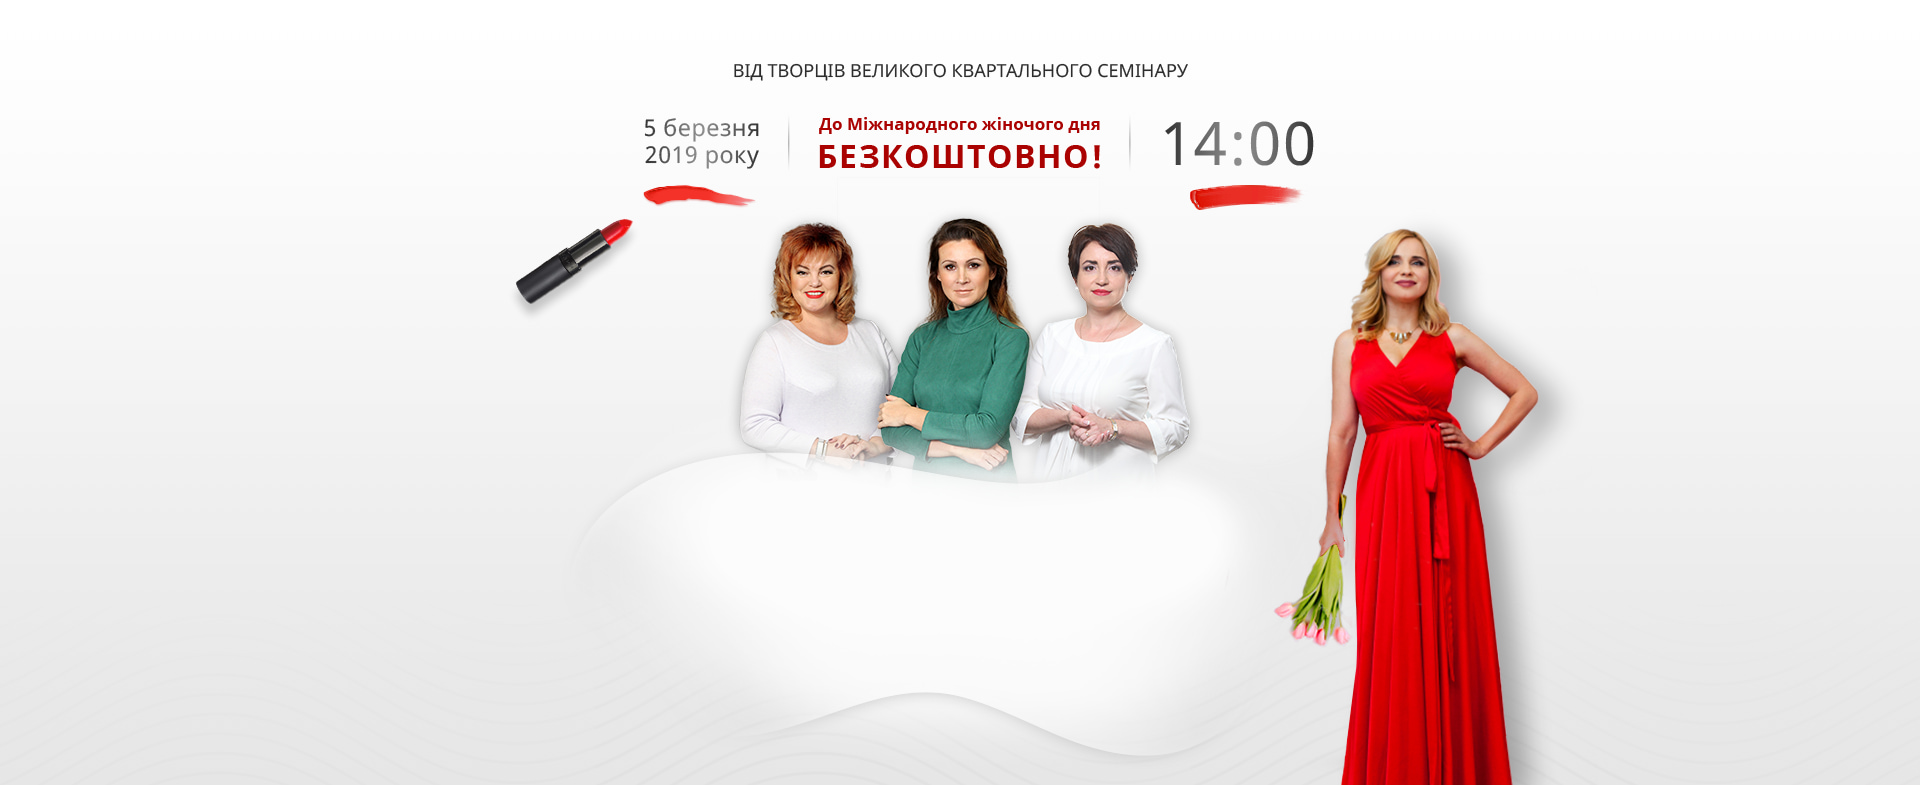 ВІД ТВОРЦІВ ВЕЛИКОГО КВАРТАЛЬНОГО СЕМІНАРУ
5 березня
2019 року
До Міжнародного жіночого дня
БЕЗКОШТОВНО!
14:00